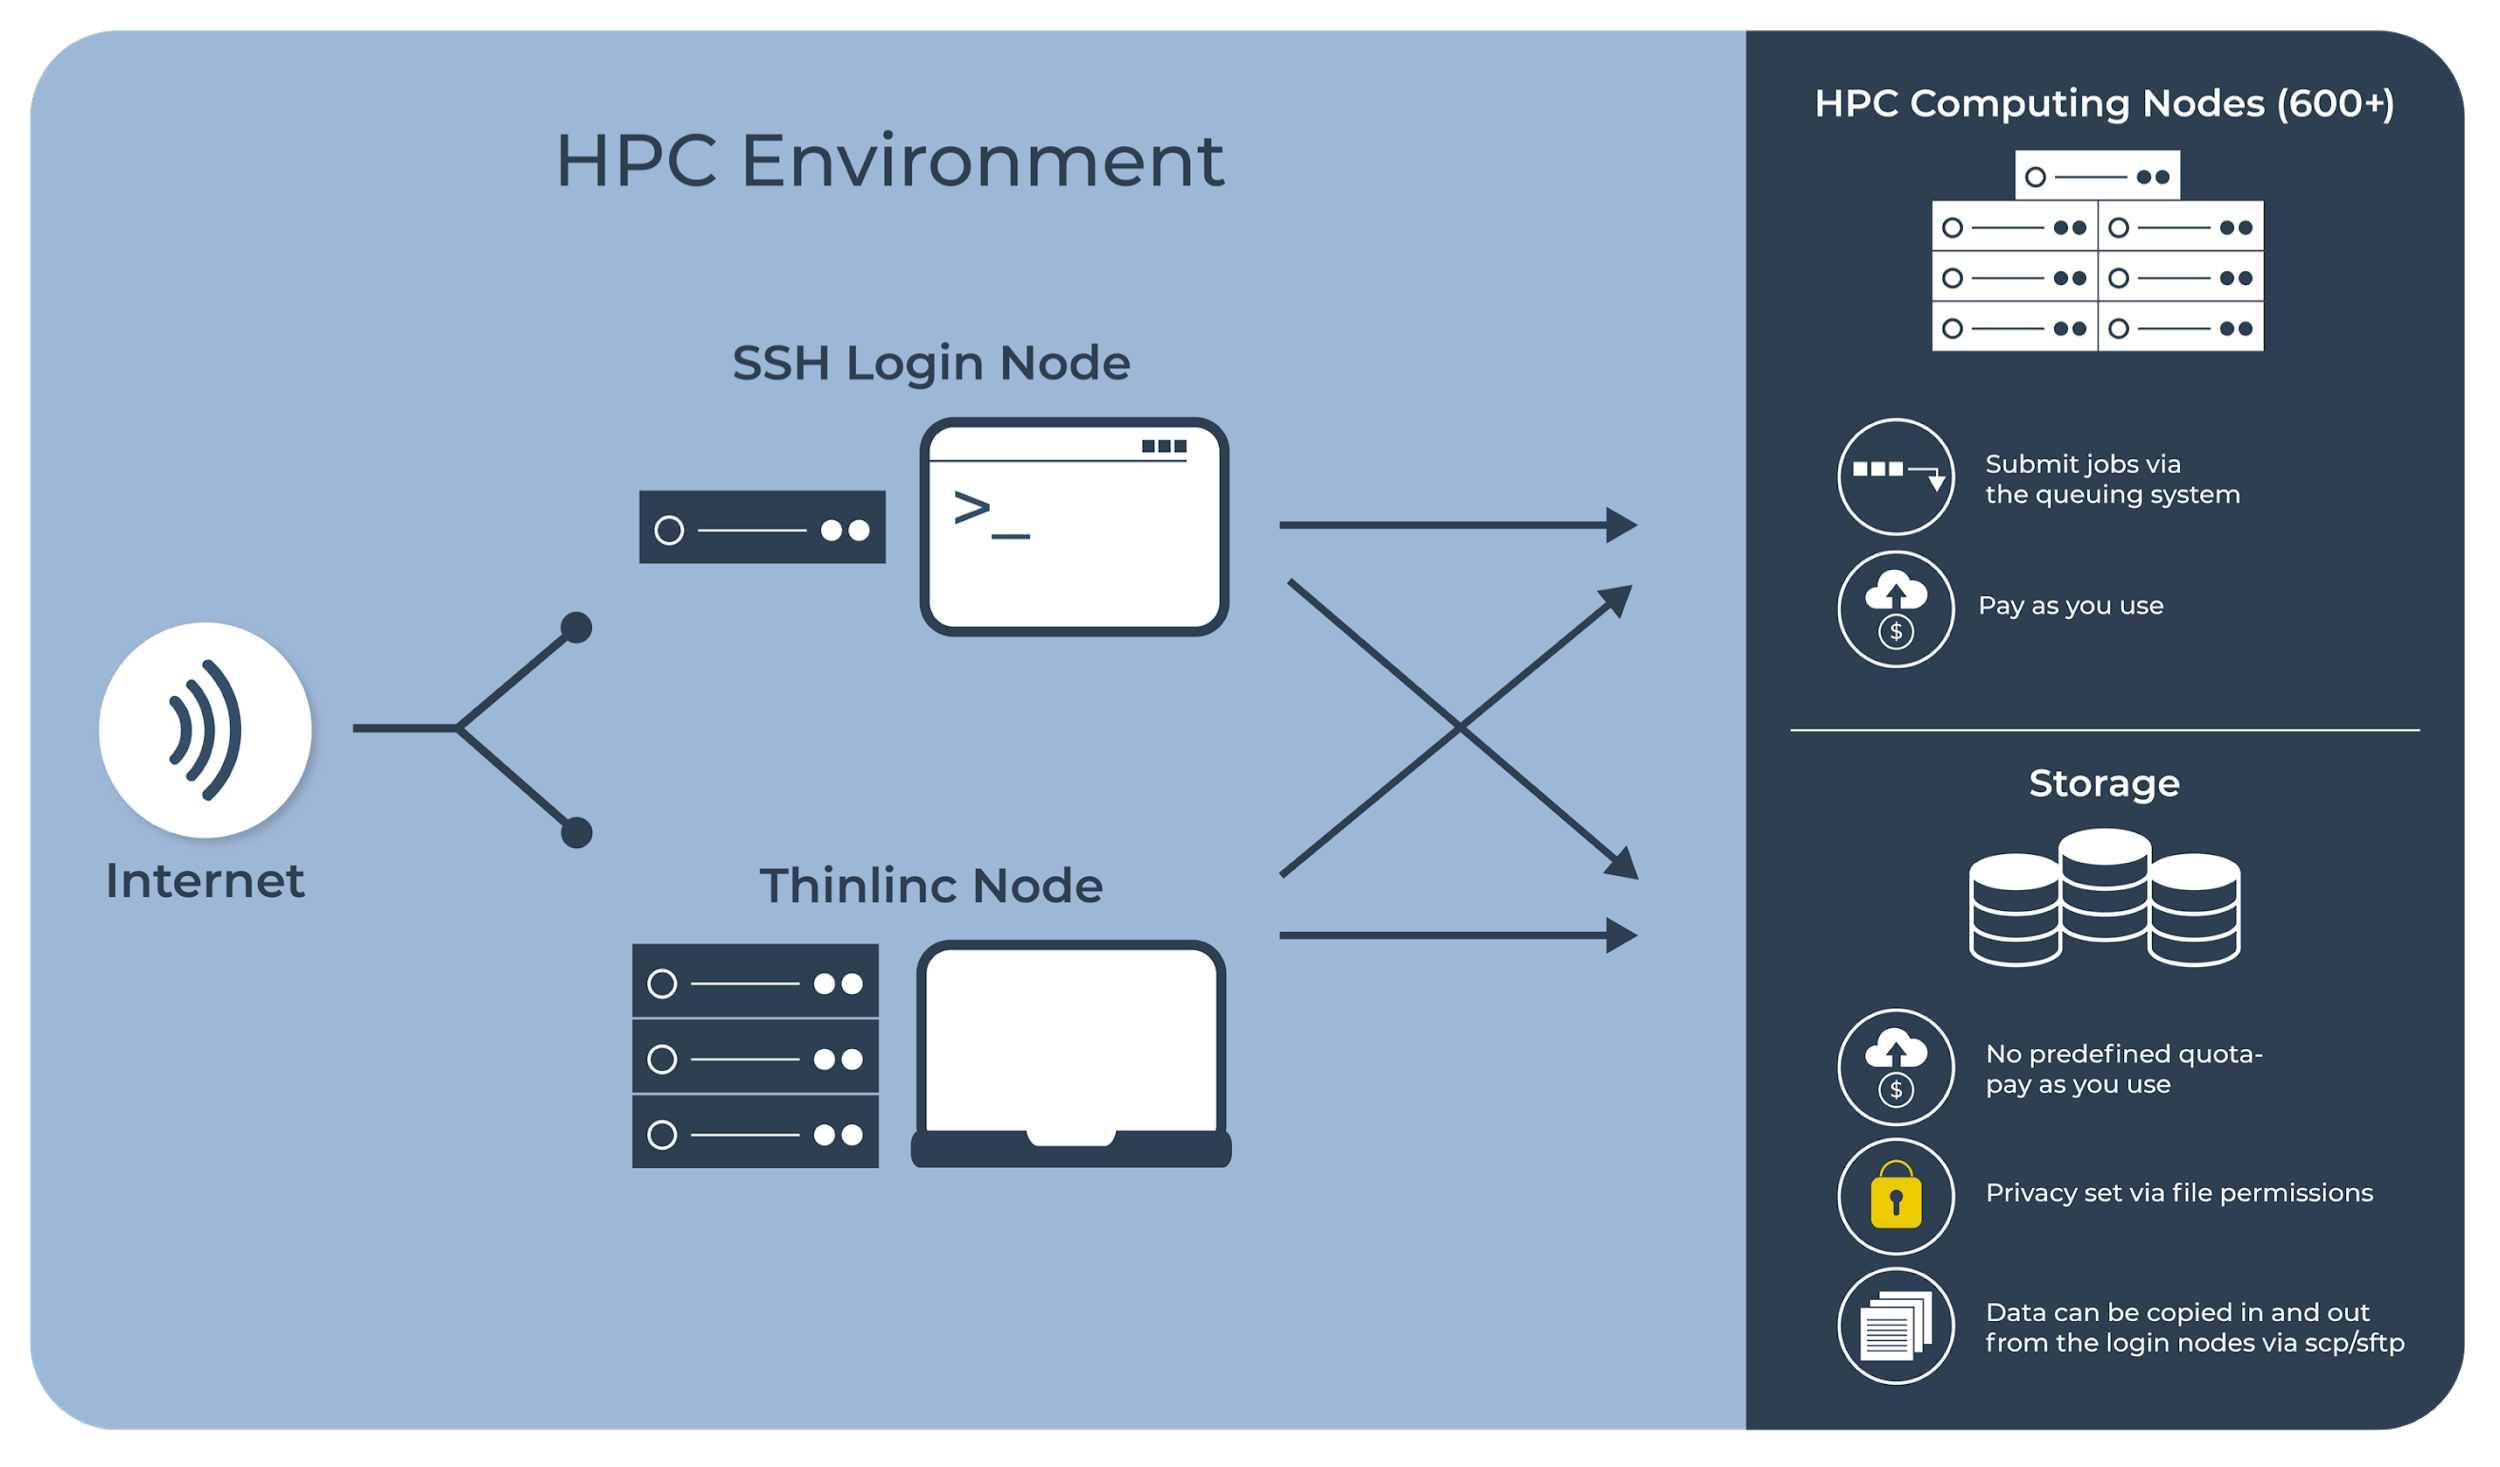 HPC Environment
Internet
SSH Login Node
>_
Thinlinc Node
HPC Computing Nodes (600+)
Submit jobs via
the queuing system
$
Pay as you use
Storage
$
No predefined quota-
pay as you use
Privacy set via file permissions
Data can be copied in and out
from the login nodes via scp/sftp